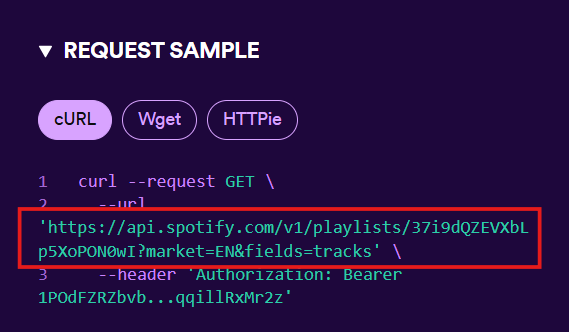 ▼ REQUEST SAMPLE
cURL Wget HTTPie
1 curl --request GET \
2 --url
'https://api.spotify.com/v1/playlists/37i9dQZEVXbL
p5XoPON0wI?market=EN&fields=tracks' \
3 --header 'Authorization: Bearer
1POdFZRZbvb...qqillRxMr2z'